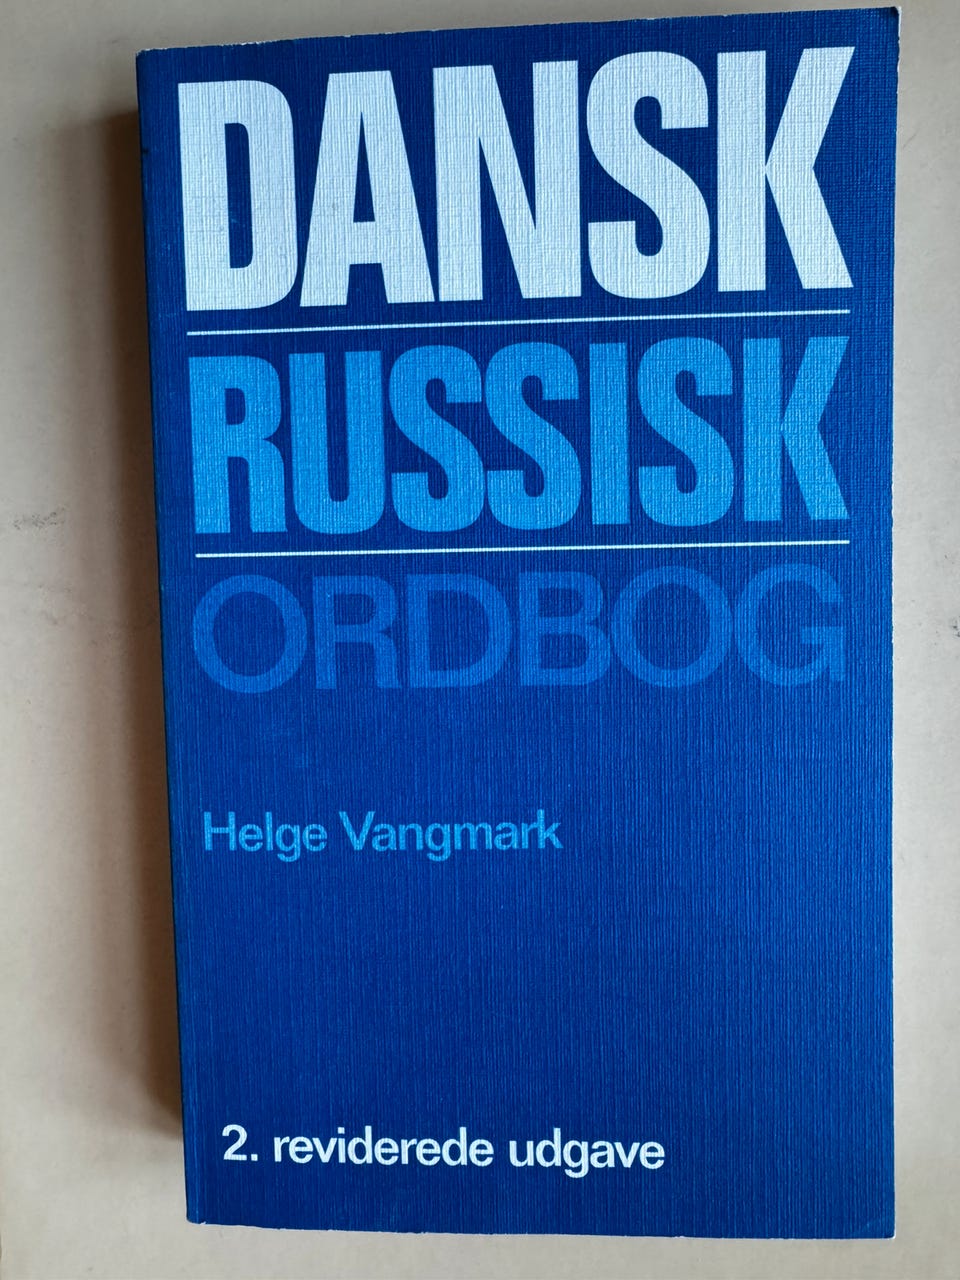 DANSK
RUSSISK
ORDBOG
Helge Vangmark
2. reviderede udgave